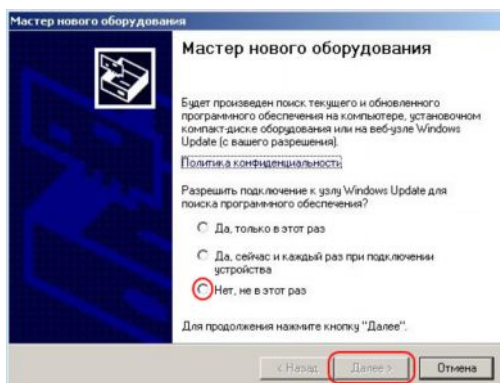 Мастер нового оборудования
Мастер нового оборудования
Будет произведен поиск текущего и обновленного
программного обеспечения на компьютере, установочном
компакт-диске оборудования или на веб-узле Windows
Update (с вашего разрешения).
Политика конфиденциальности
Разрешить подключение к узлу Windows Update для
поиска программного обеспечения?
Да, только в этот раз
Да, сейчас и каждый раз при подключении
устройства
Нет, не в этот раз
Для продолжения нажмите кнопку "Далее".
< Назад Далее > Отмена